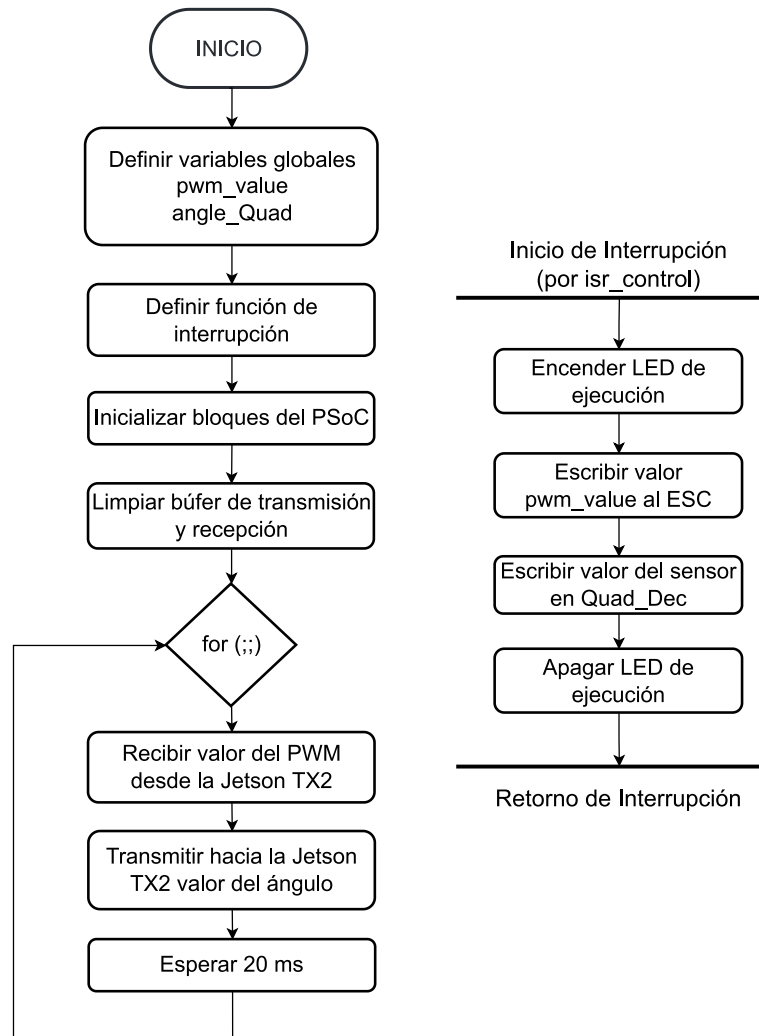 INICIO
Definir variables globales
pwm_value
angle_Quad
Definir función de
interrupción
Inicializar bloques del PSoC
Limpiar búfer de transmisión
y recepción
for (;;)
Recibir valor del PWM
desde la Jetson TX2
Transmitir hacia la Jetson
TX2 valor del ángulo
Esperar 20 ms
Inicio de Interrupción
(por isr_control)
Encender LED de
ejecución
Escribir valor
pwm_value al ESC
Escribir valor del sensor
en Quad_Dec
Apagar LED de
ejecución
Retorno de Interrupción